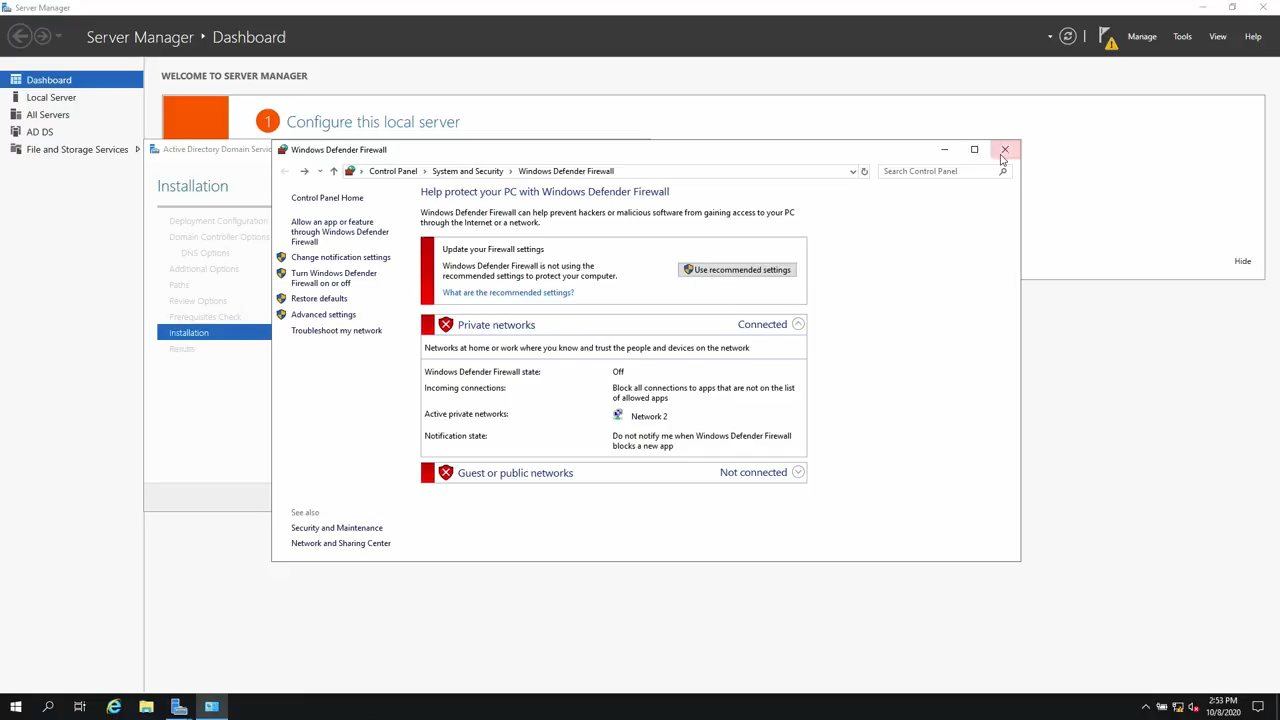 Server Manager
Server Manager ‣ Dashboard
Manage
Tools
View
Help
Dashboard
Local Server
All Servers
AD DS
File and Storage Services
WELCOME TO SERVER MANAGER
1 Configure this local server
Hide
Active Directory Domain Servi
Installation
Deployment Configuration
Domain Controller Options
DNS Options
Additional Options
Paths
Review Options
Prerequisites Check
Installation
Results
Windows Defender Firewall
Control Panel > System and Security > Windows Defender Firewall
Search Control Panel
Control Panel Home
Allow an app or feature
through Windows Defender
Firewall
Change notification settings
Turn Windows Defender
Firewall on or off
Restore defaults
Advanced settings
Troubleshoot my network
See also
Security and Maintenance
Network and Sharing Center
Help protect your PC with Windows Defender Firewall
Windows Defender Firewall can help prevent hackers or malicious software from gaining access to your PC
through the Internet or a network.
Update your Firewall settings
Windows Defender Firewall is not using the
recommended settings to protect your computer.
What are the recommended settings?
Use recommended settings
Private networks Connected
Networks at home or work where you know and trust the people and devices on the network
Windows Defender Firewall state: Off
Incoming connections: Block all connections to apps that are not on the list
of allowed apps
Active private networks: Network 2
Notification state: Do not notify me when Windows Defender Firewall
blocks a new app
Guest or public networks Not connected
2:53 PM
10/8/2020